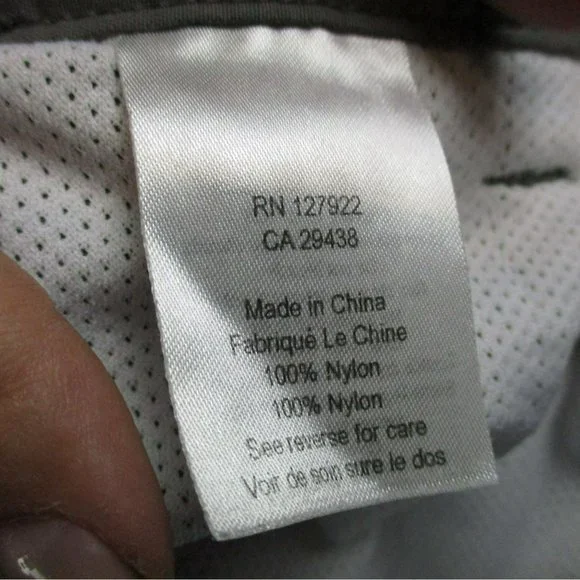 RN 127922
CA 29438
Made in China
Fabriqué Le Chine
100% Nylon
100% Nylon
See reverse for care
Voir de soin sure le dos